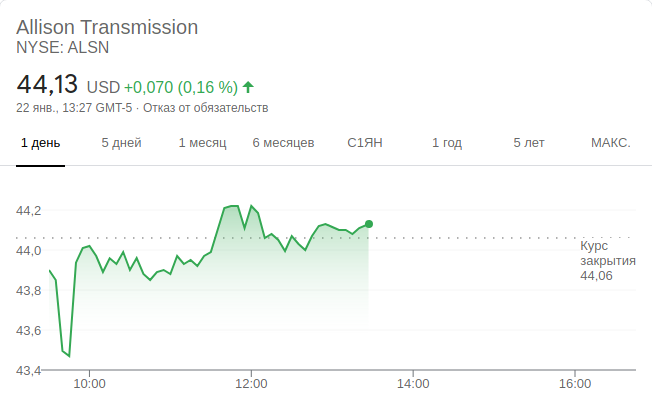 Allison Transmission
NYSE: ALSN
44,13 USD +0,070 (0,16 %)
22 янв., 13:27 GMT-5 · Отказ от обязательств
1 день 5 дней 1 месяц 6 месяцев С1ЯН 1 год 5 лет МАКС.
44,2
44,0
43,8
43,6
43,4
Курс
закрытия
44,06
10:00 12:00 14:00 16:00